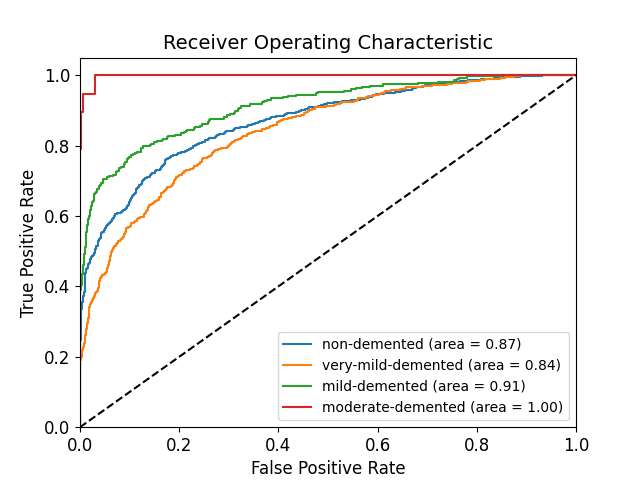 Receiver Operating Characteristic
1.0
0.8
0.6
0.4
0.2
0.0
True Positive Rate
non-demented (area = 0.87)
very-mild-demented (area = 0.84)
mild-demented (area = 0.91)
moderate-demented (area = 1.00)
0.0 0.2 0.4 0.6 0.8 1.0
False Positive Rate